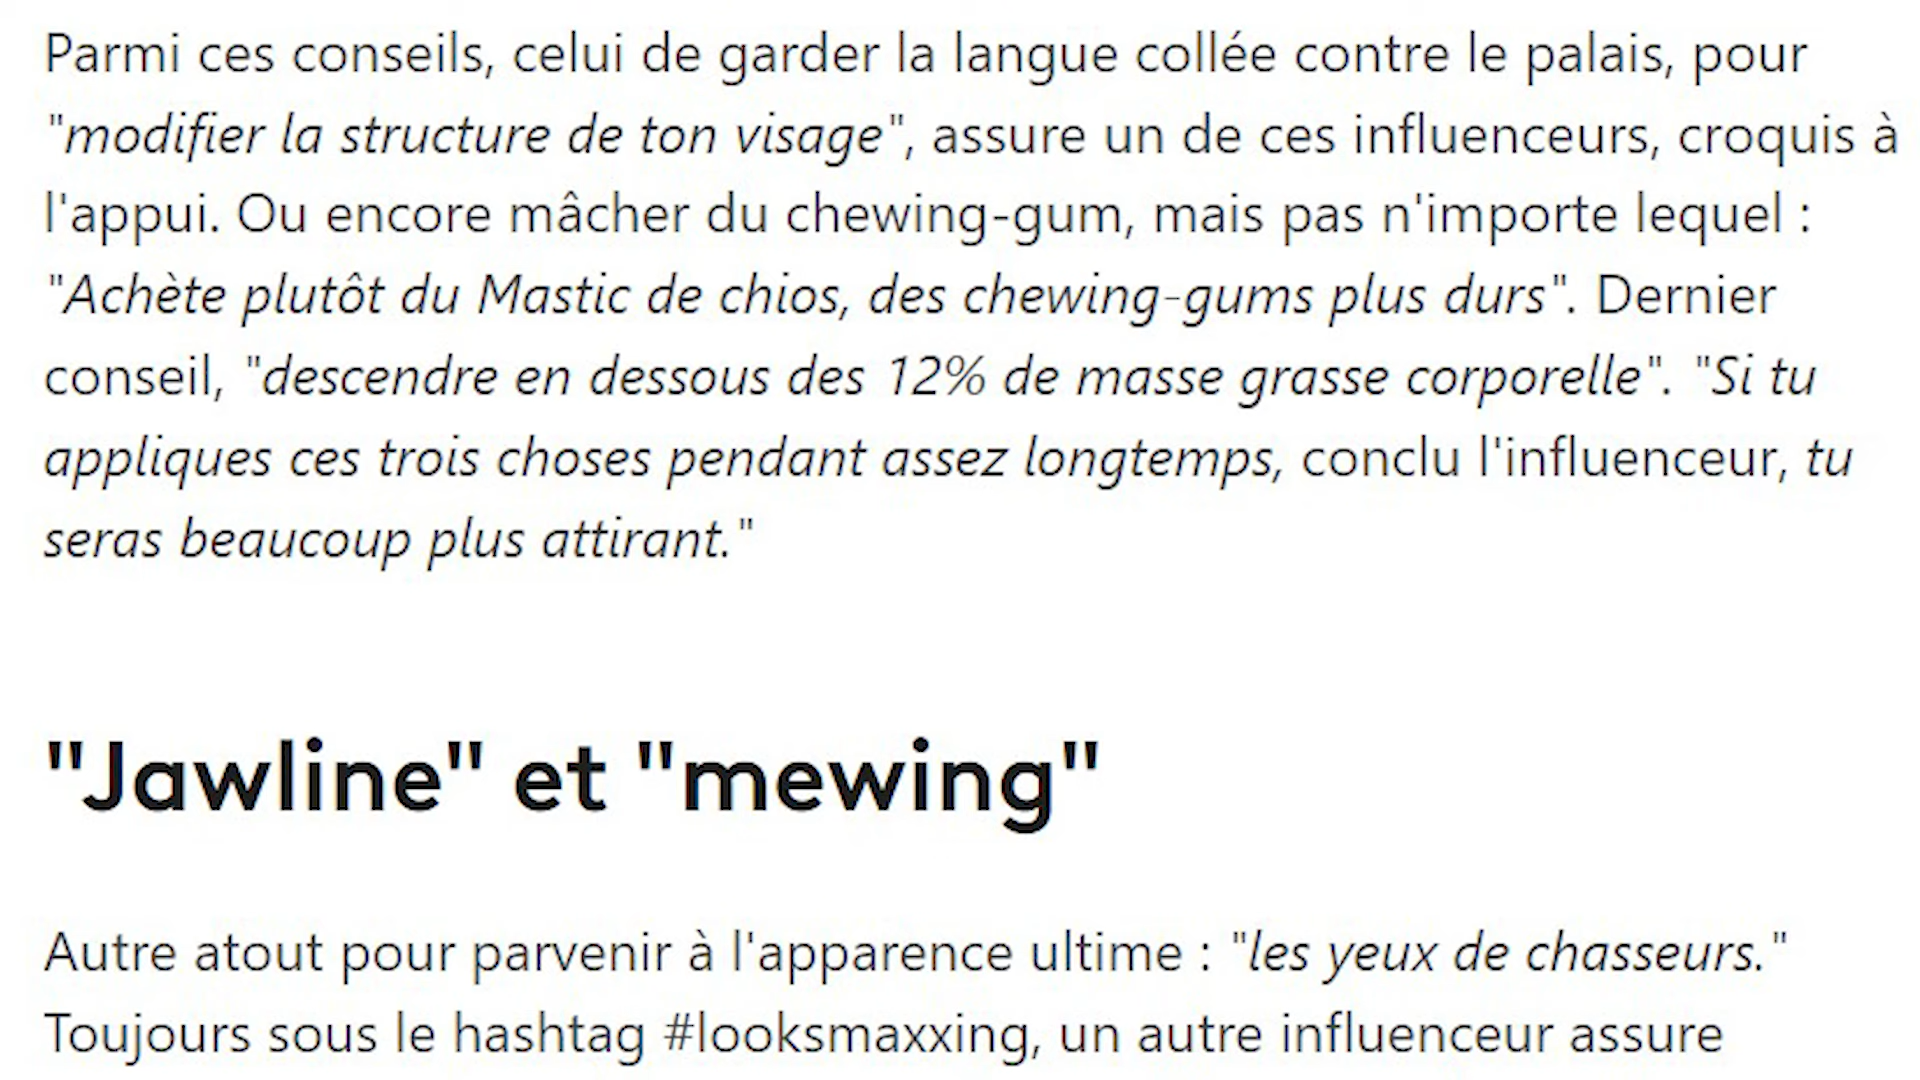 Parmi ces conseils, celui de garder la langue collée contre le palais, pour
"modifier la structure de ton visage", assure un de ces influenceurs, croquis à
l'appui. Ou encore mâcher du chewing-gum, mais pas n'importe lequel :
"Achète plutôt du Mastic de chios, des chewing-gums plus durs". Dernier
conseil, "descendre en dessous des 12% de masse grasse corporelle". "Si tu
appliques ces trois choses pendant assez longtemps, conclu l'influenceur, tu
seras beaucoup plus attirant."
"Jawline" et "mewing"
Autre atout pour parvenir à l'apparence ultime : "les yeux de chasseurs."
Toujours sous le hashtag #looksmaxxing, un autre influenceur assure